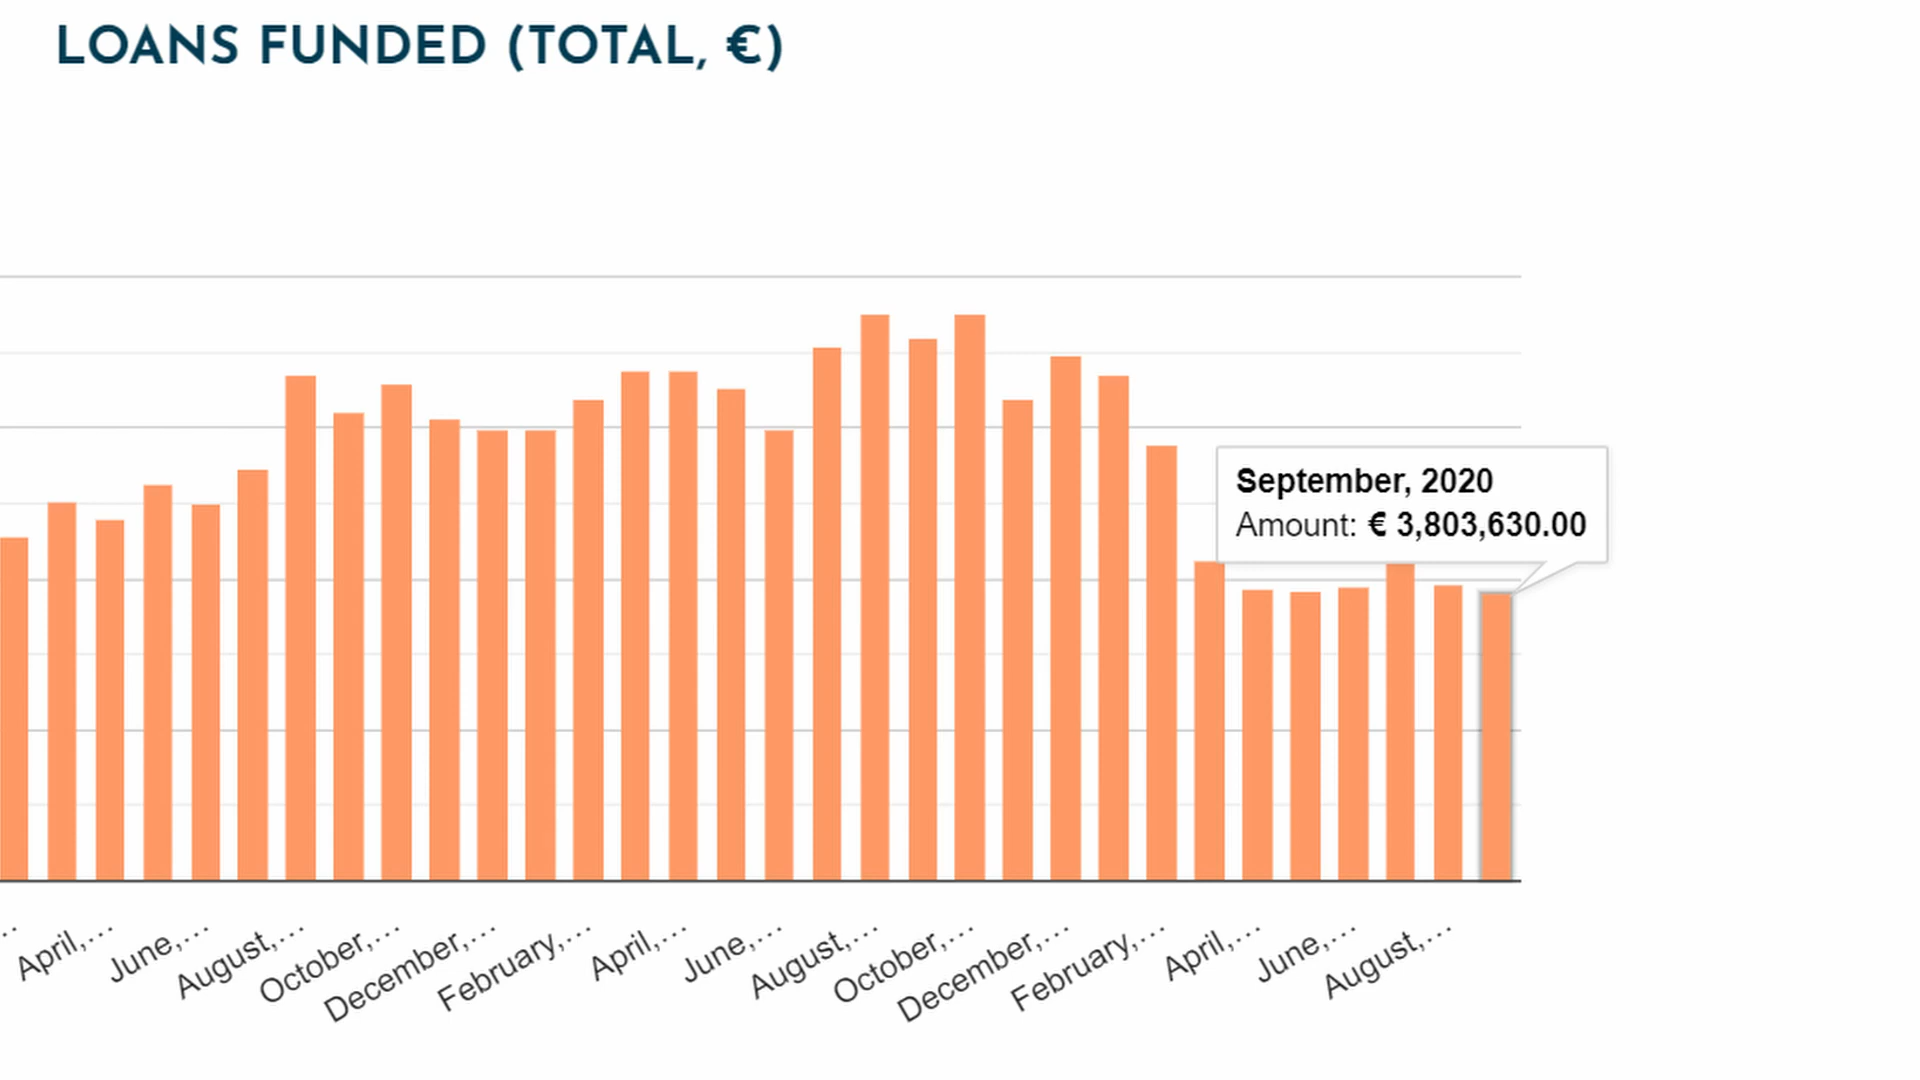 LOANS FUNDED (TOTAL, €)
September, 2020
Amount: € 3,803,630.00
...
April,...
June,...
August,...
October,...
December,...
February,...
April,...
June,...
August,...
October,...
December,...
February,...
April,...
June,...
August,...